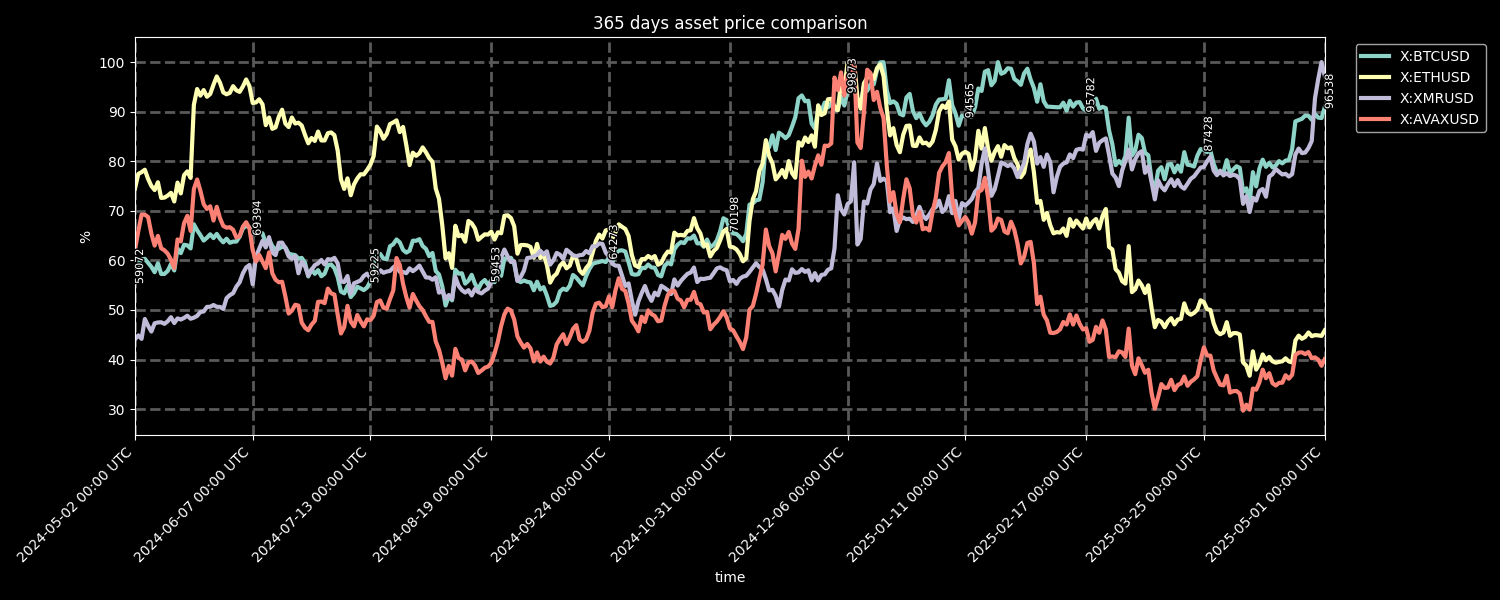 365 days asset price comparison
X:BTCUSD
X:ETHUSD
X:XMRUSD
X:AVAXUSD
100
90
80
70
60
50
40
30
%
59072
69394
59225
59453
64273
70198
99873
94565
95782
87428
96538
2024-05-02 00:00 UTC
2024-06-07 00:00 UTC
2024-07-13 00:00 UTC
2024-08-19 00:00 UTC
2024-09-24 00:00 UTC
2024-10-31 00:00 UTC
2024-12-06 00:00 UTC
2025-01-11 00:00 UTC
2025-02-17 00:00 UTC
2025-03-25 00:00 UTC
2025-05-01 00:00 UTC
time